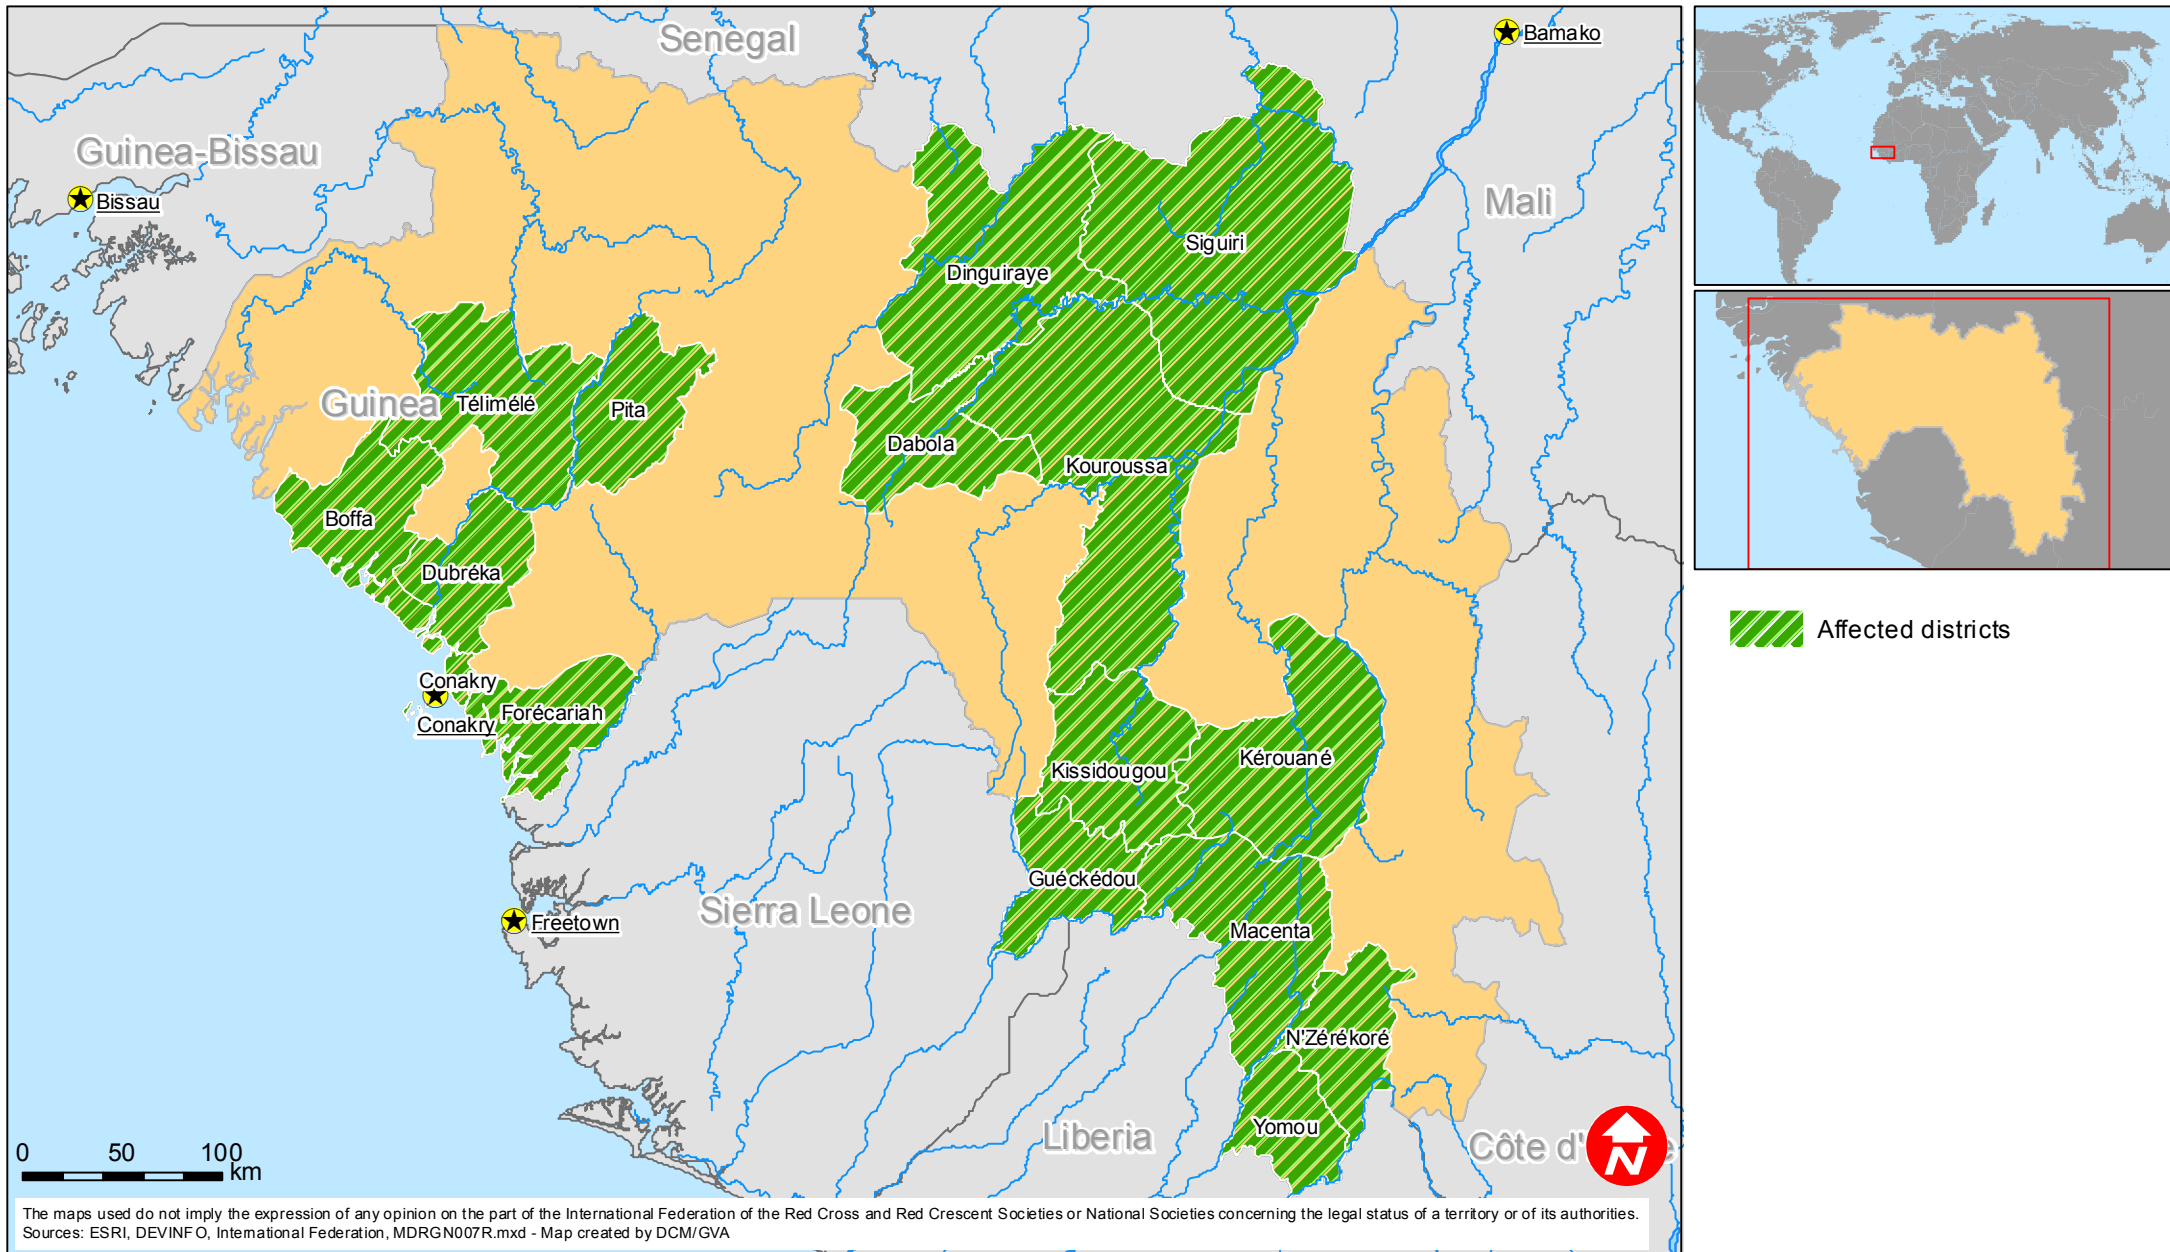 Senegal
Bamako
Guinea-Bissau
Bissau
Mali
Siguiri
Dinguiraye
Guinea
Télimélé
Pita
Dabola
Kouroussa
Boffa
Dubréka
Affected districts
Conakry
Conakry
Forécariah
Kérouané
Kissidougou
Guéckédou
Sierra Leone
Freetown
Macenta
N'Zérékoré
Yomou
Liberia
Côte d'
e
N
0 50 100
km
The maps used do not imply the expression of any opinion on the part of the International Federation of the Red Cross and Red Crescent Societies or National Societies concerning the legal status of a territory or of its authorities.
Sources: ESRI, DEVINFO, International Federation, MDRGN007R.mxd - Map created by DCM/GVA